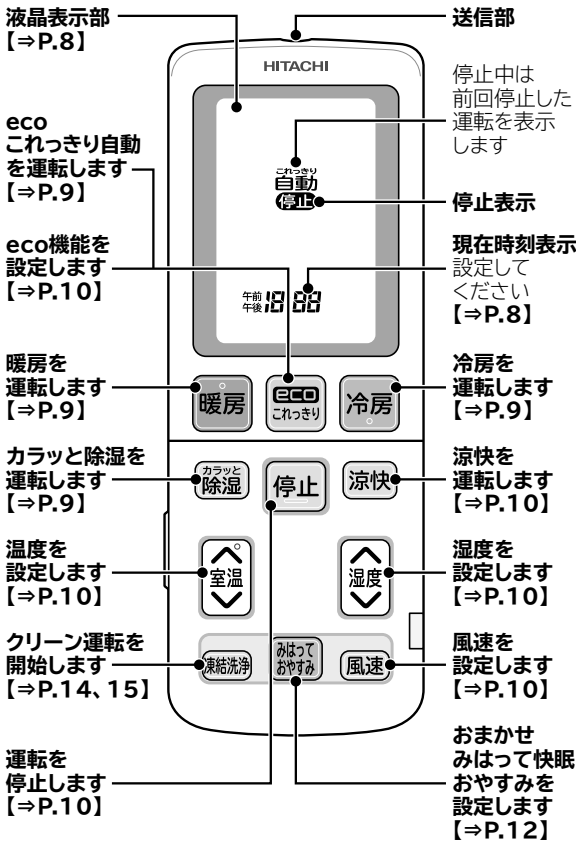 液晶表示部
【⇒P.8】
eco
これっきり自動
を運転します
【⇒P.9】
eco機能を
設定します
【⇒P.10】
暖房を
運転します
【⇒P.9】
カラッと除湿を
運転します
【⇒P.9】
温度を
設定します
【⇒P.10】
クリーン運転を
開始します
【⇒P.14、15】
運転を
停止します
【⇒P.10】
HITACHI
これっきり
自動
停止
午前
午後
18 88
暖房
eco
これっきり
冷房
カラッと
除湿
停止
涼快
室温
湿度
凍結洗浄
みはって
おやすみ
風速
送信部
停止中は
前回停止した
運転を表示
します
停止表示
現在時刻表示
設定して
ください
【⇒P.8】
冷房を
運転します
【⇒P.9】
涼快を
運転します
【⇒P.10】
湿度を
設定します
【⇒P.10】
風速を
設定します
【⇒P.10】
おまかせ
みはって快眠
おやすみを
設定します
【⇒P.12】